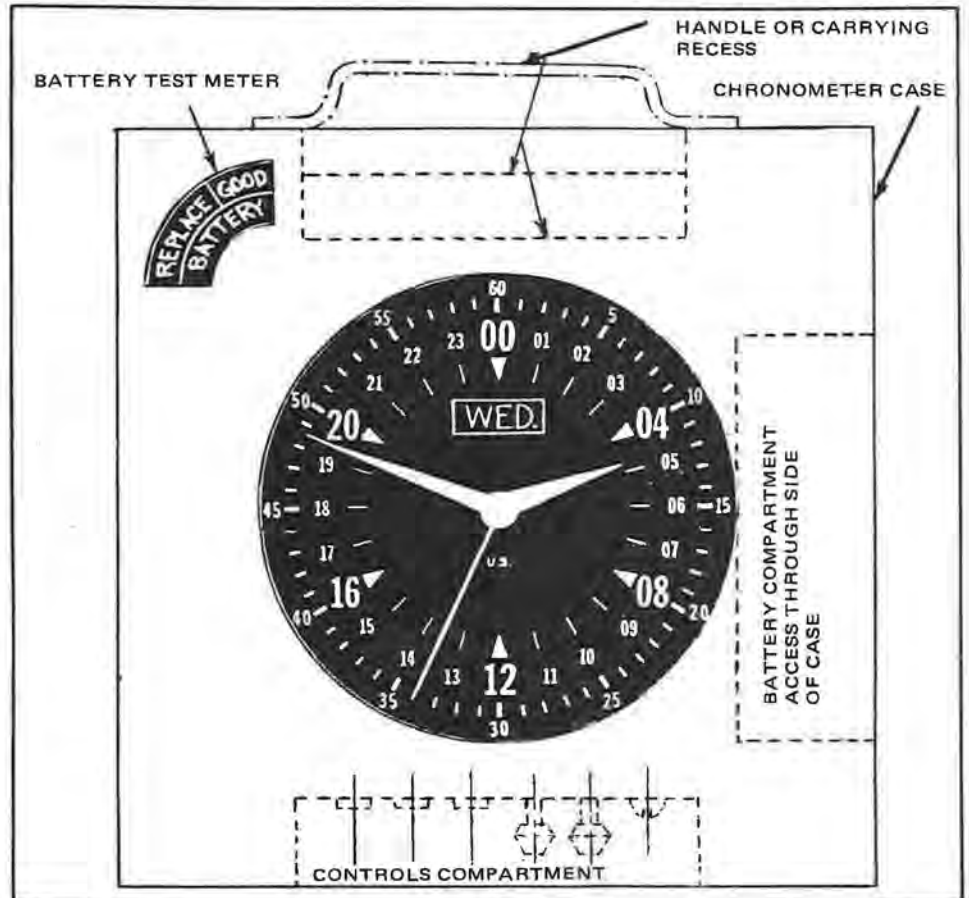 HANDLE OR CARRYING
RECESS
BATTERY TEST METER
CHRONOMETER CASE
REPLACE GOOD
BATTERY
60
55 5
00
23 01
22 02
21 03
50 10
WED.
20 04
19 05
45 18 06 15
17 07
U.S.
16 08
40 20
15 09
14 10
13 11
12
35 25
30
BATTERY COMPARTMENT
ACCESS THROUGH SIDE
OF CASE
CONTROLS COMPARTMENT